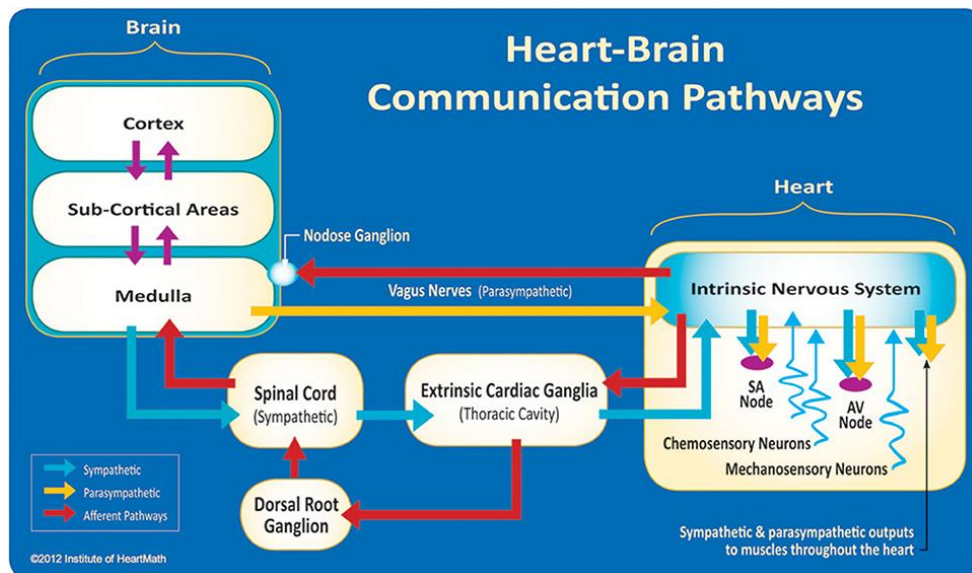 Brain
Heart-Brain
Communication Pathways
Cortex
Sub-Cortical Areas
Medulla
Nodose Ganglion
Vagus Nerves (Parasympathetic)
Heart
Intrinsic Nervous System
SA
Node
AV
Node
Chemosensory Neurons
Mechanosensory Neurons
Spinal Cord
(Sympathetic)
Extrinsic Cardiac Ganglia
(Thoracic Cavity)
Dorsal Root
Ganglion
Sympathetic
Parasympathetic
Afferent Pathways
Sympathetic & parasympathetic outputs
to muscles throughout the heart
©2012 Institute of HeartMath